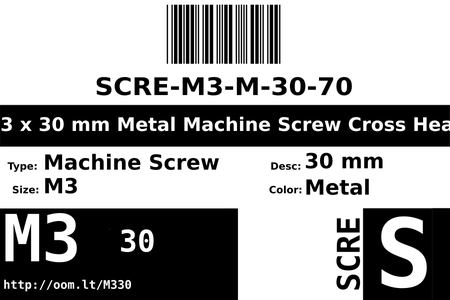 SCRE-M3-M-30-70
3 x 30 mm Metal Machine Screw Cross Hea
Type: Machine Screw
Desc: 30 mm
Size: M3
Color: Metal
M3
30
http://oom.lt/M330
SCRE
S